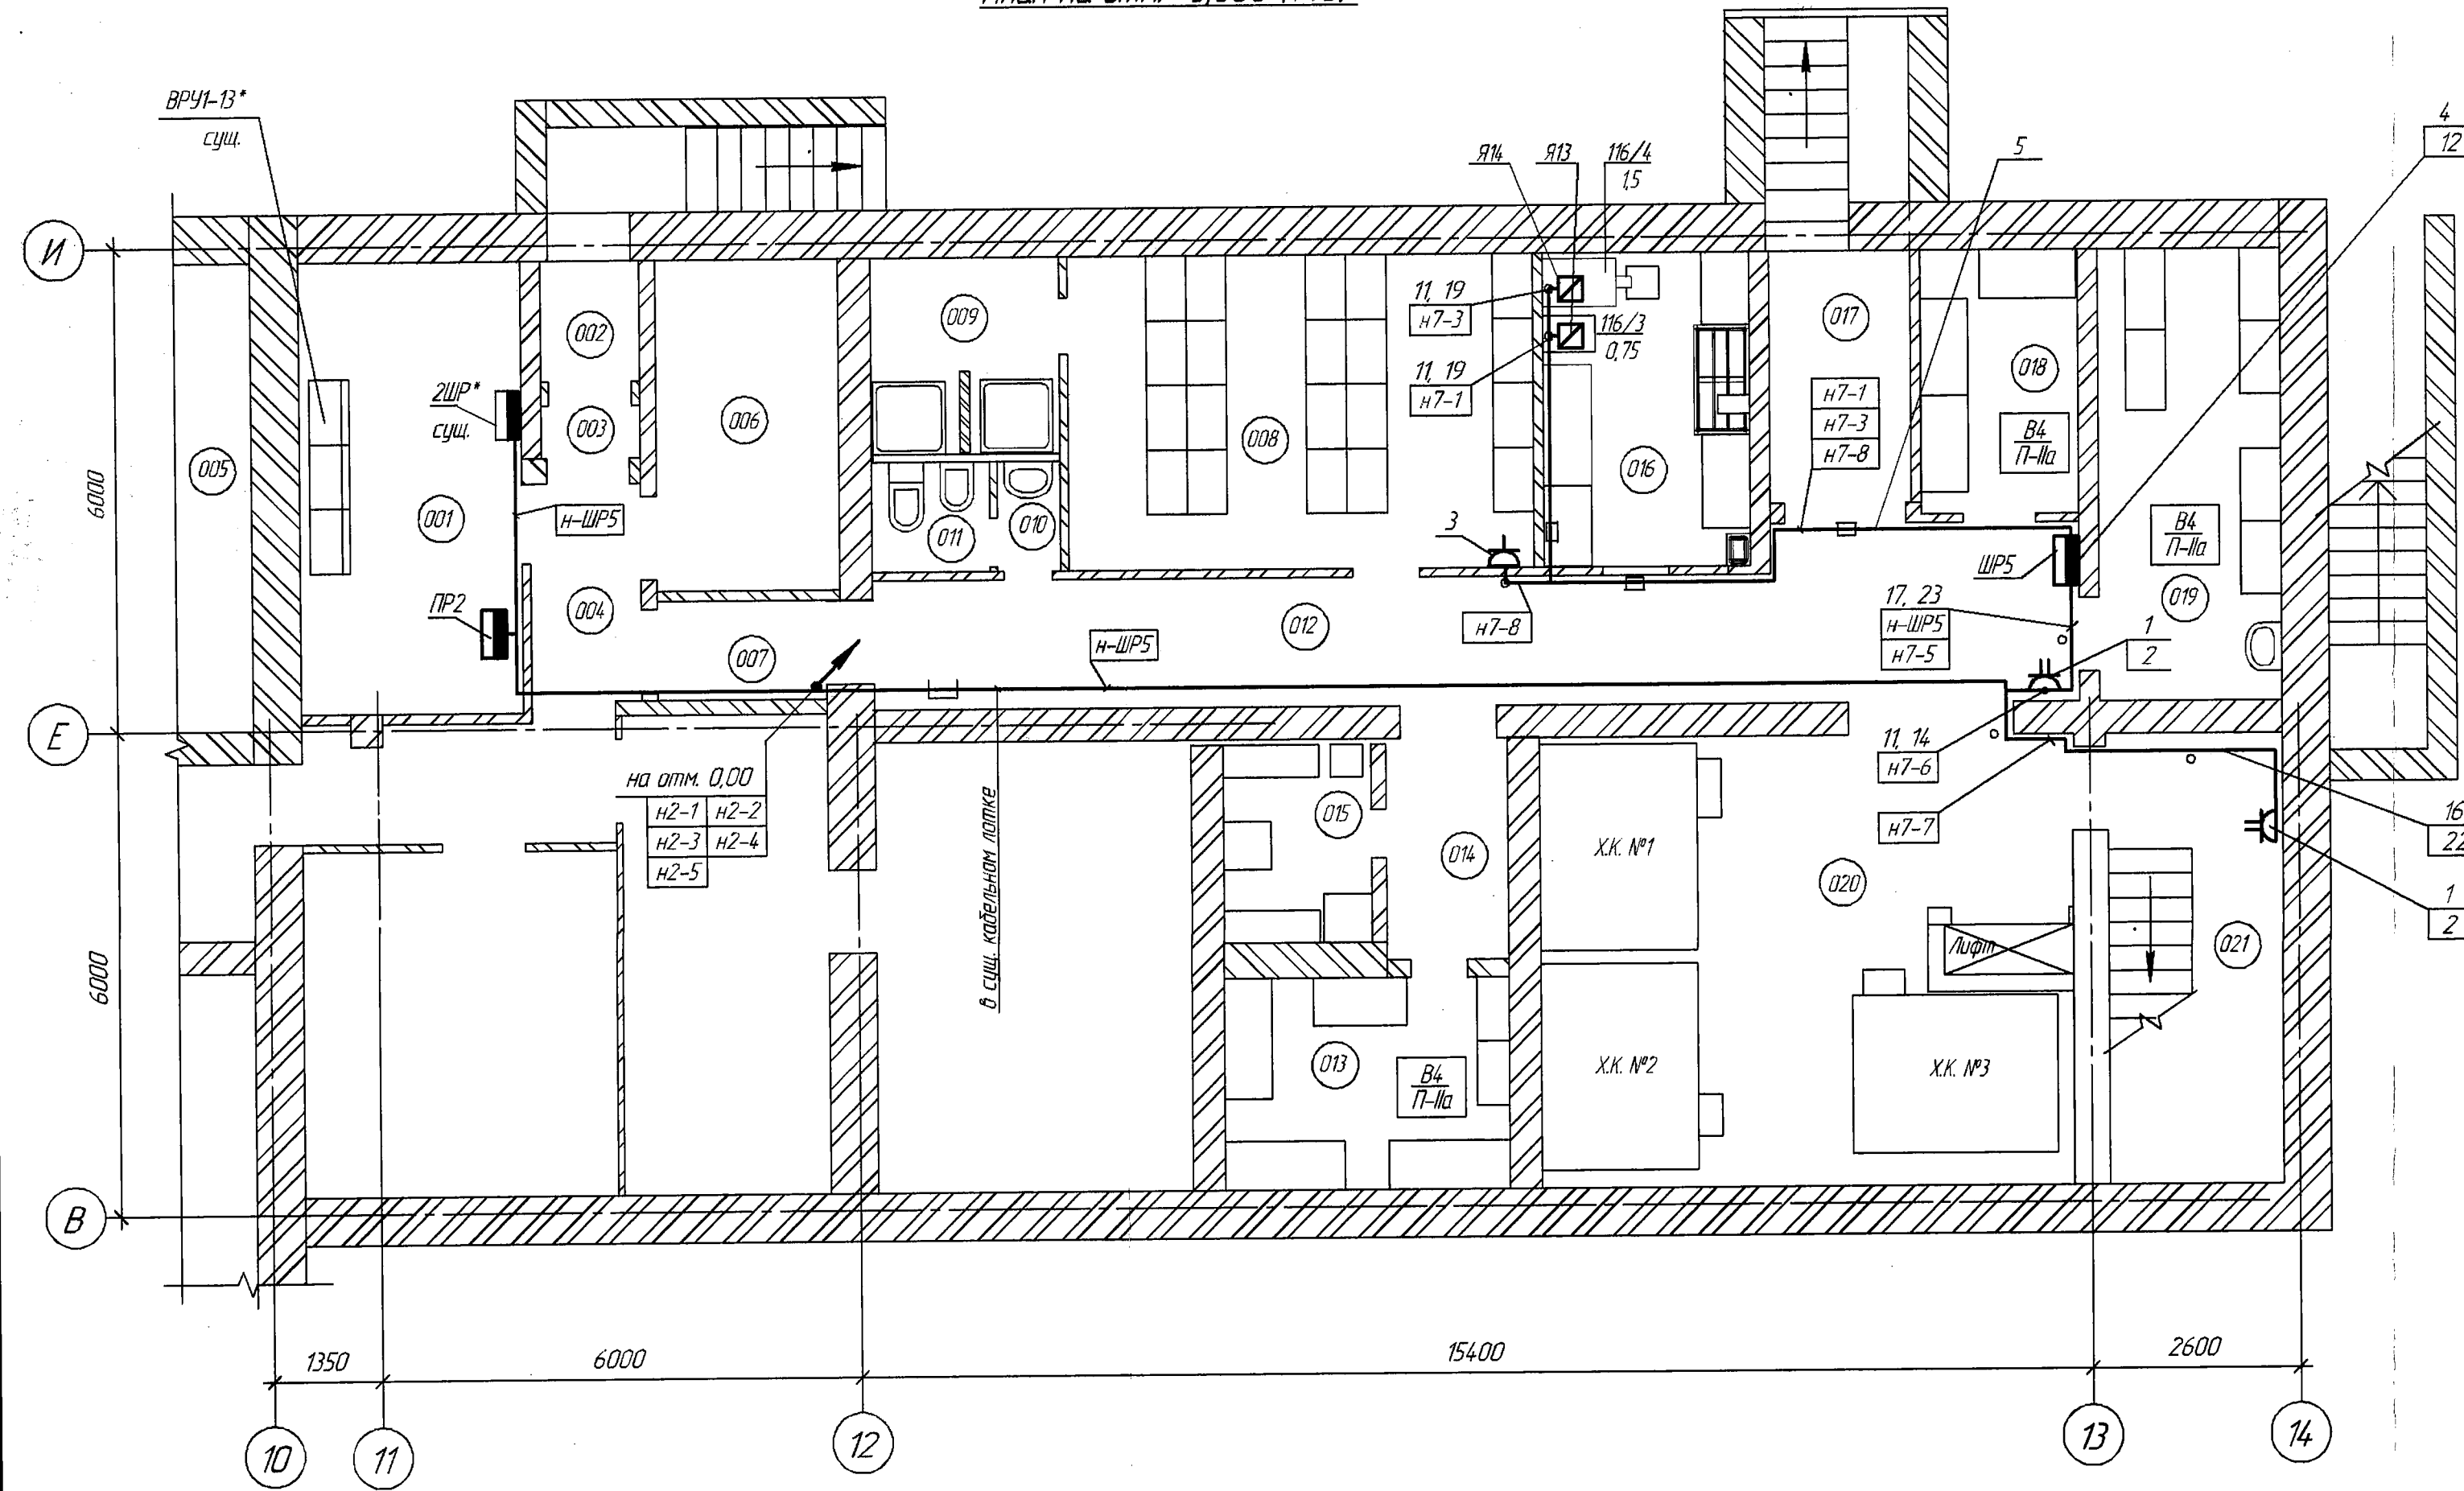 ВРУ1-13*
сущ.
Я14
Я13
116/4
1,5
5
4
12
И
11, 19
н7-3
116/3
0,75
11, 19
н7-1
002
009
017
018
2ШР*
сущ.
003
006
008
016
н7-1
н7-3
н7-8
В4
П-IIа
005
6000
001
н-ШР5
011
010
3
В4
П-IIа
ШР5
019
ПР2
004
007
н-ШР5
012
н7-8
17, 23
н-ШР5
н7-5
1
2
Е
на отм. 0,00
н2-1 н2-2
н2-3 н2-4
н2-5
в сущ. кабельном лотке
015
014
Х.К. №1
11, 14
н7-6
н7-7
16
22
020
1
2
6000
Лифт
021
013
В4
П-IIа
Х.К. №2
Х.К. №3
В
1350
6000
15400
2600
10
11
12
13
14